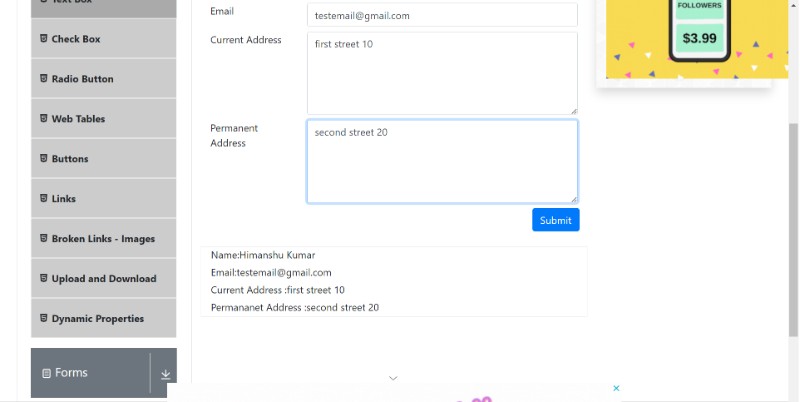 Text Box
Check Box
Radio Button
Web Tables
Buttons
Links
Broken Links - Images
Upload and Download
Dynamic Properties
Forms
Email
testemail@gmail.com
Current Address
first street 10
Permanent
Address
second street 20
Submit
Name:Himanshu Kumar
Email:testemail@gmail.com
Current Address :first street 10
Permananet Address :second street 20
FOLLOWERS
$3.99